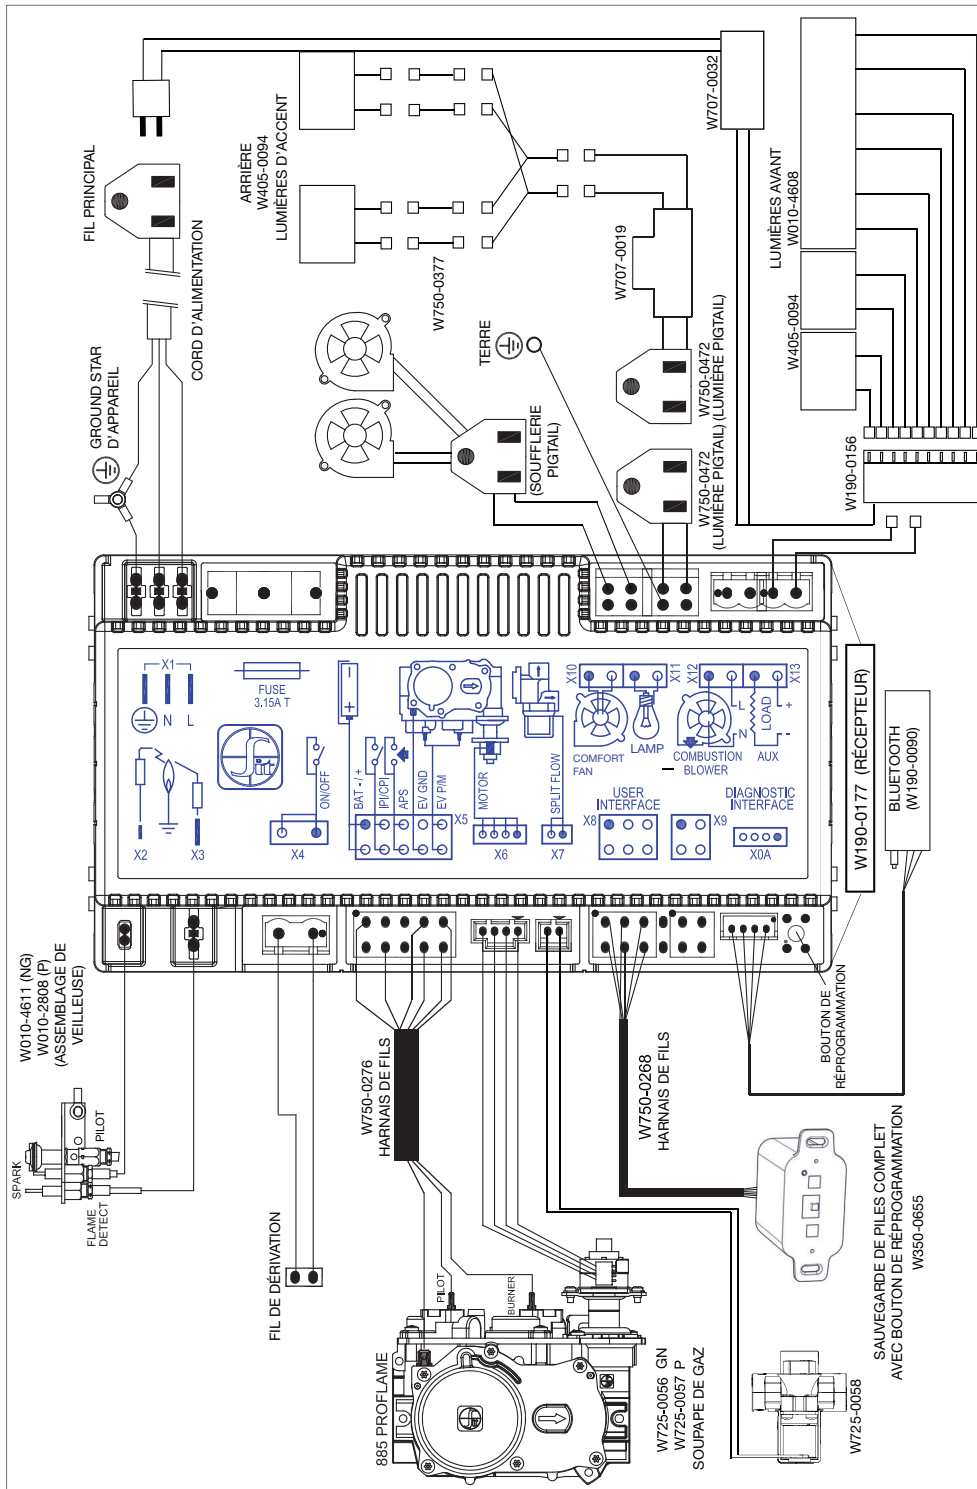 FIL PRINCIPAL
CORD D'ALIMENTATION
GROUND STAR
D'APPAREIL
ARRIÈRE
W405-0094
LUMIÈRES D'ACCENT
W750-0377
W707-0032
W707-0019
LUMIÈRES AVANT
W010-4608
W405-0094
W190-0156
TERRE
(SOUFFLERIE
PIGTAIL)
W750-0472
(LUMIÈRE PIGTAIL)
W750-0472
(LUMIÈRE PIGTAIL)
X1
N
L
FUSE
3.15A T
Sit
X2
X3
ON/OFF
X4
BAT - / +
IPI/CPI
APS
EV GND
EV P/M
X5
MOTOR
X6
SPLIT FLOW
X7
X10
X11
X12
X13
COMFORT
FAN
LAMP
COMBUSTION
BLOWER
L
N
LOAD
+
-
AUX
USER
INTERFACE
X8
X9
DIAGNOSTIC
INTERFACE
X0A
W190-0177 (RÉCEPTEUR)
BLUETOOTH
(W190-0090)
W010-4611 (NG)
W010-2808 (P)
(ASSEMBLAGE DE
VEILLEUSE)
SPARK
PILOT
FLAME
DETECT
FIL DE DÉRIVATION
W750-0276
HARNAIS DE FILS
W750-0268
HARNAIS DE FILS
BOUTON DE
RÉPROGRAMMATION
885 PROFLAME
PILOT
BURNER
W725-0056 GN
W725-0057 P
SOUPAPE DE GAZ
W725-0058
SAUVEGARDE DE PILES COMPLET
AVEC BOUTON DE RÉPROGRAMMATION
W350-0655